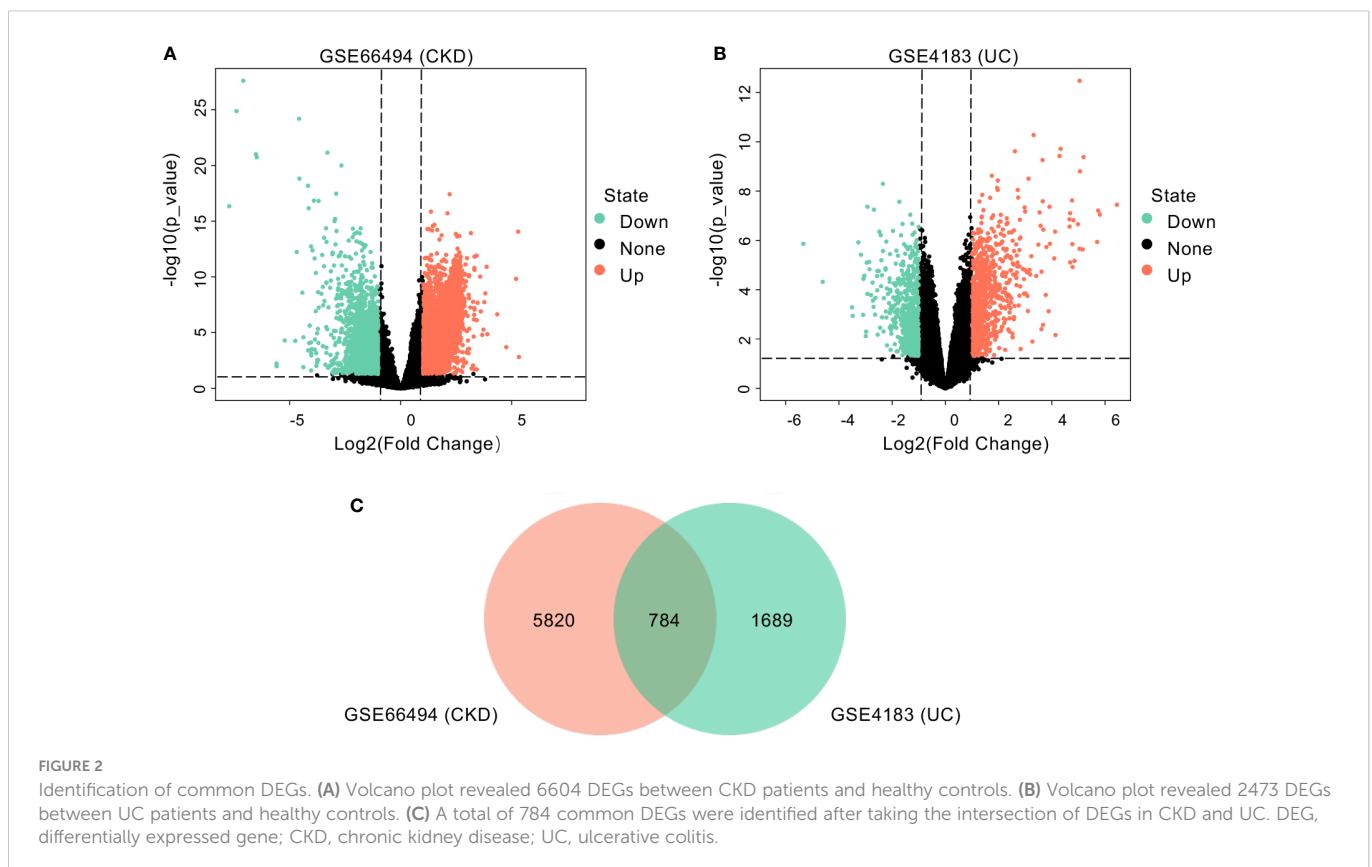 A
GSE66494 (CKD)
-log10(p_value)
25
20
15
10
5
0
-5
0
5
Log2(Fold Change)
State
Down
None
Up
B
GSE4183 (UC)
-log10(p_value)
12
10
8
6
4
2
0
-6
-4
-2
0
2
4
6
Log2(Fold Change)
State
Down
None
Up
C
5820
784
1689
GSE66494 (CKD)
GSE4183 (UC)
FIGURE 2
Identification of common DEGs. (A) Volcano plot revealed 6604 DEGs between CKD patients and healthy controls. (B) Volcano plot revealed 2473 DEGs
between UC patients and healthy controls. (C) A total of 784 common DEGs were identified after taking the intersection of DEGs in CKD and UC. DEG,
differentially expressed gene; CKD, chronic kidney disease; UC, ulcerative colitis.